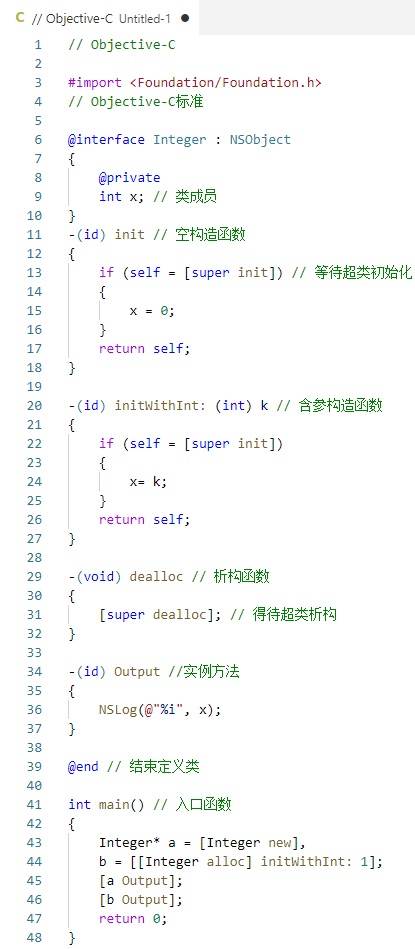 C // Objective-C Untitled-1 ●
1 // Objective-C
2
3 #import <Foundation/Foundation.h>
4 // Objective-C标准
5
6 @interface Integer : NSObject
7 {
8     @private
9     int x; // 类成员
10 }
11 -(id) init // 空构造函数
12 {
13     if (self = [super init]) // 等待超类初始化
14     {
15         x = 0;
16     }
17     return self;
18 }
19
20 -(id) initWithInt: (int) k // 含参构造函数
21 {
22     if (self = [super init])
23     {
24         x= k;
25     }
26     return self;
27 }
28
29 -(void) dealloc // 析构函数
30 {
31     [super dealloc]; // 得待超类析构
32 }
33
34 -(id) Output //实例方法
35 {
36     NSLog(@"%i", x);
37 }
38
39 @end // 结束定义类
40
41 int main() // 入口函数
42 {
43     Integer* a = [Integer new],
44     b = [[Integer alloc] initWithInt: 1];
45     [a Output];
46     [b Output];
47     return 0;
48 }